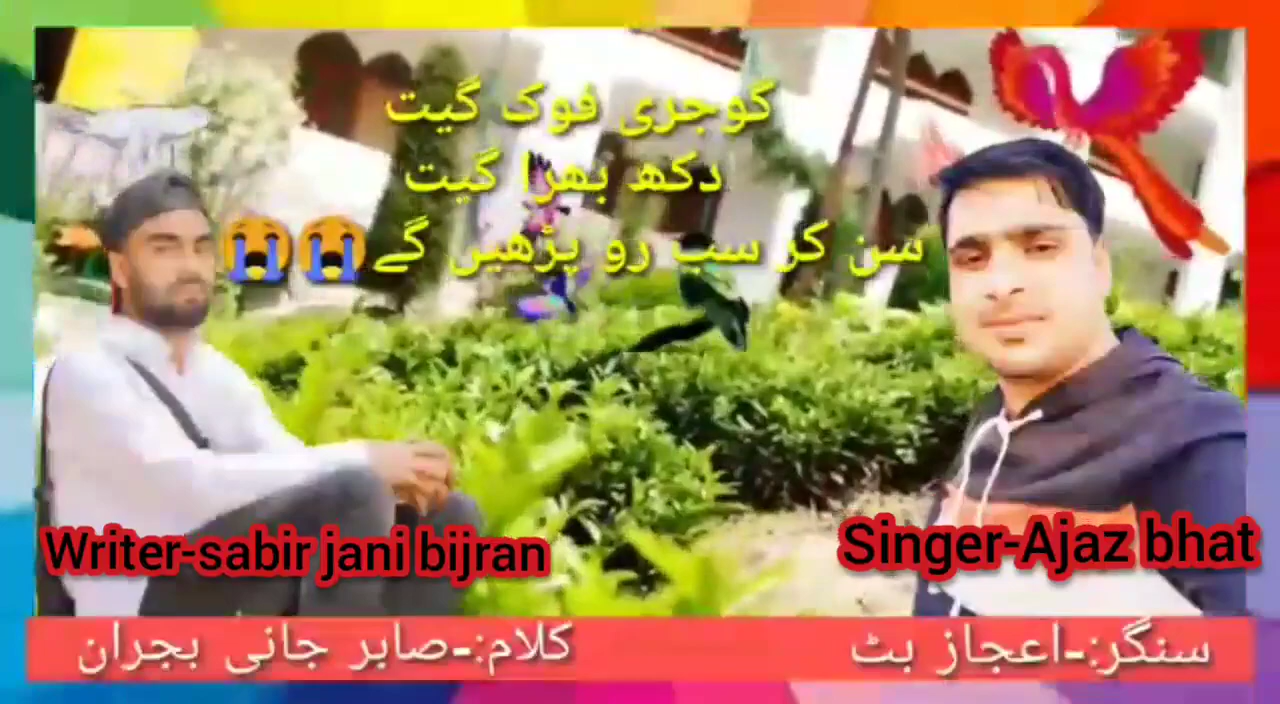 گوجری فوک گیت
دکھ بھرا گیت
سن کر سب رو پڑھیں گے😭😭
Writer-sabir jani bijran
Singer-Ajaz bhat
سنگر:-اعجاز بٹ
کلام:-صابر جانی بجران